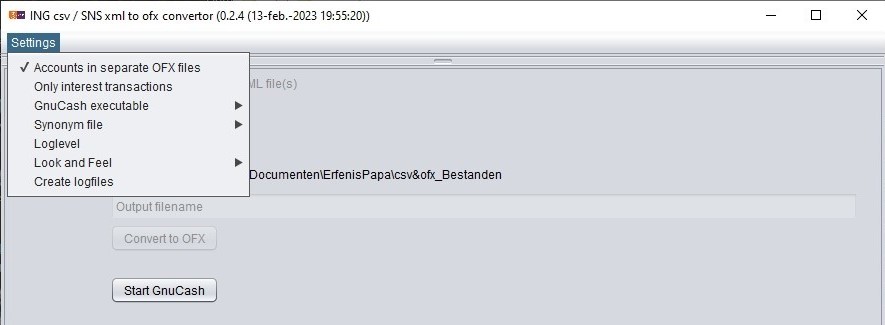 ING csv / SNS xml to ofx convertor (0.2.4 (13-feb.-2023 19:55:20))
Settings
Accounts in separate OFX files
ML file(s)
Only interest transactions
GnuCash executable
Synonym file
Loglevel
Look and Feel
Documenten\ErfenisPapa\csv&ofx_Bestanden
Create logfiles
Output filename
Convert to OFX
Start GnuCash